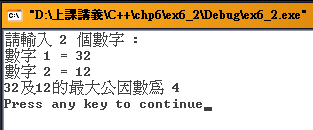 "D:\上課講義\C++\chp6\ex6_2\Debug\ex6_2.exe"
請輸入 2 個數字 :
數字 1 = 32
數字 2 = 12
32及12的最大公因數為 4
Press any key to continue